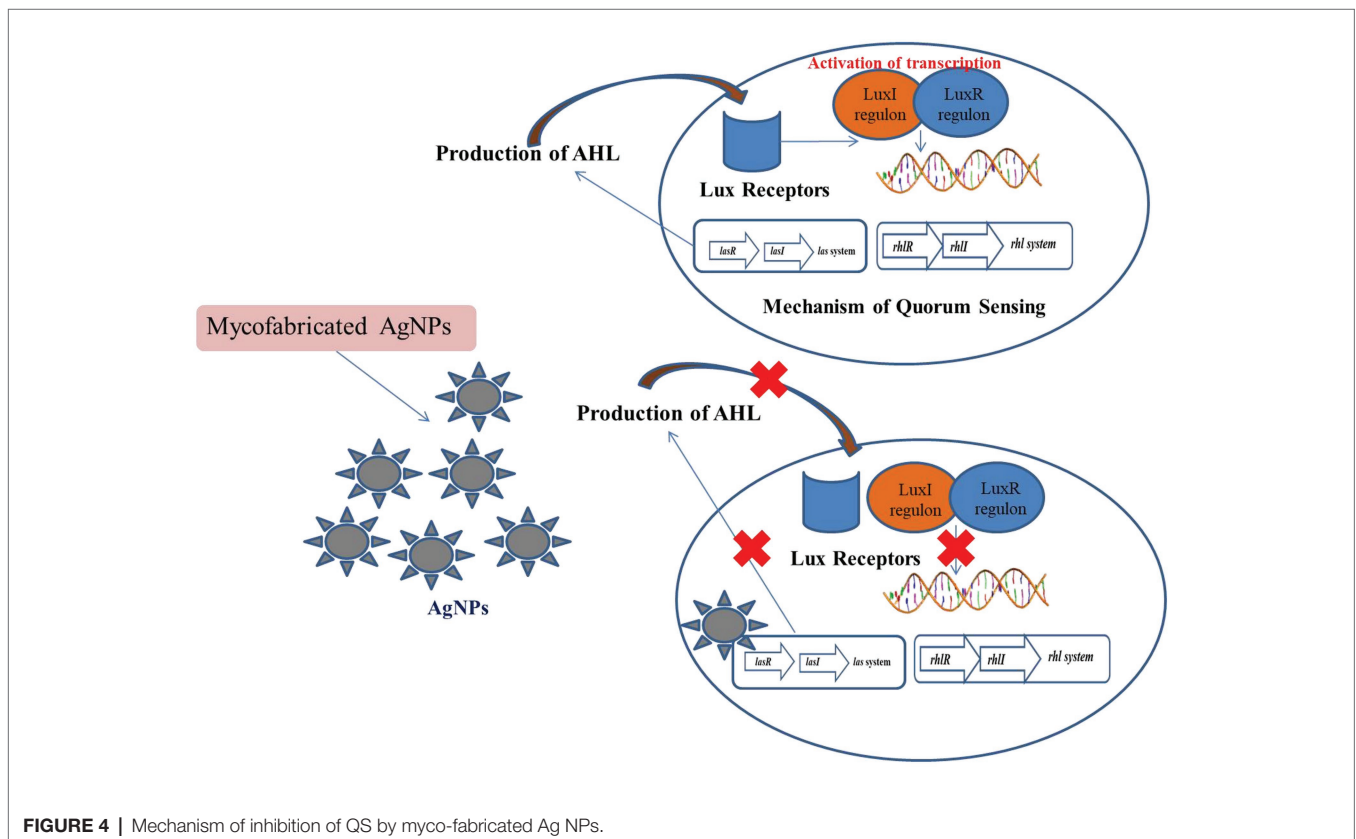 Activation of transcription
LuxI
regulon
LuxR
regulon
Production of AHL
Lux Receptors
lasR
lasI
las system
rhlR
rhlI
rhl system
Mechanism of Quorum Sensing
Mycofabricated AgNPs
AgNPs
Production of AHL
LuxI
regulon
LuxR
regulon
Lux Receptors
lasR
lasI
las system
rhlR
rhlI
rhl system
FIGURE 4 | Mechanism of inhibition of QS by myco-fabricated Ag NPs.